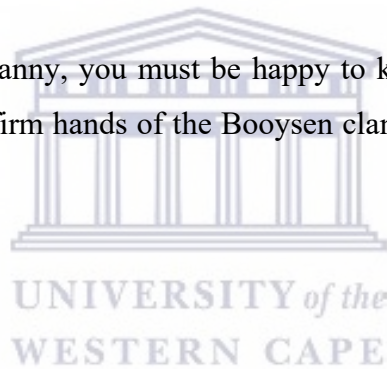 anny, you must be happy to k
firm hands of the Booysen clan
UNIVERSITY of the
WESTERN CAPE